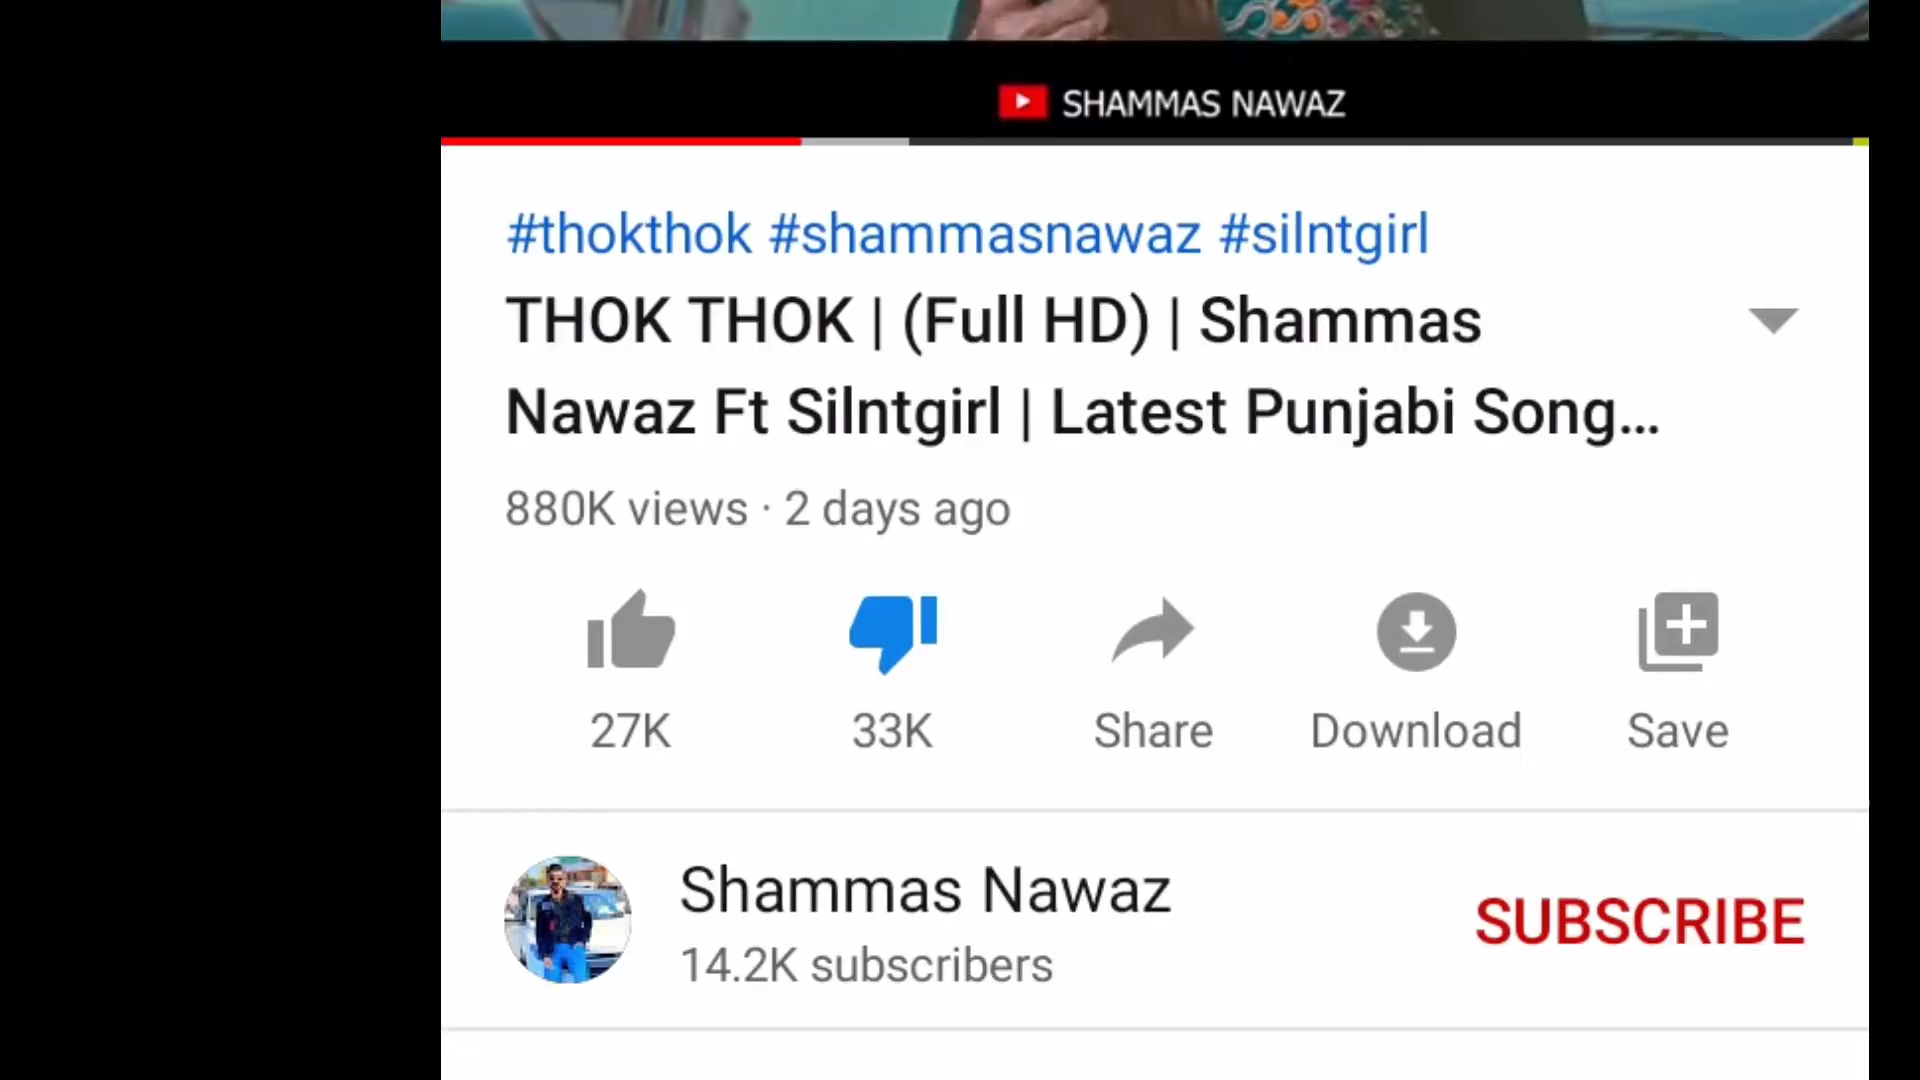 SHAMMAS NAWAZ
#thokthok #shammasnawaz #silntgirl
THOK THOK | (Full HD) | Shammas
Nawaz Ft Silntgirl | Latest Punjabi Song...
880K views · 2 days ago
27K 33K Share Download Save
Shammas Nawaz
SUBSCRIBE
14.2K subscribers